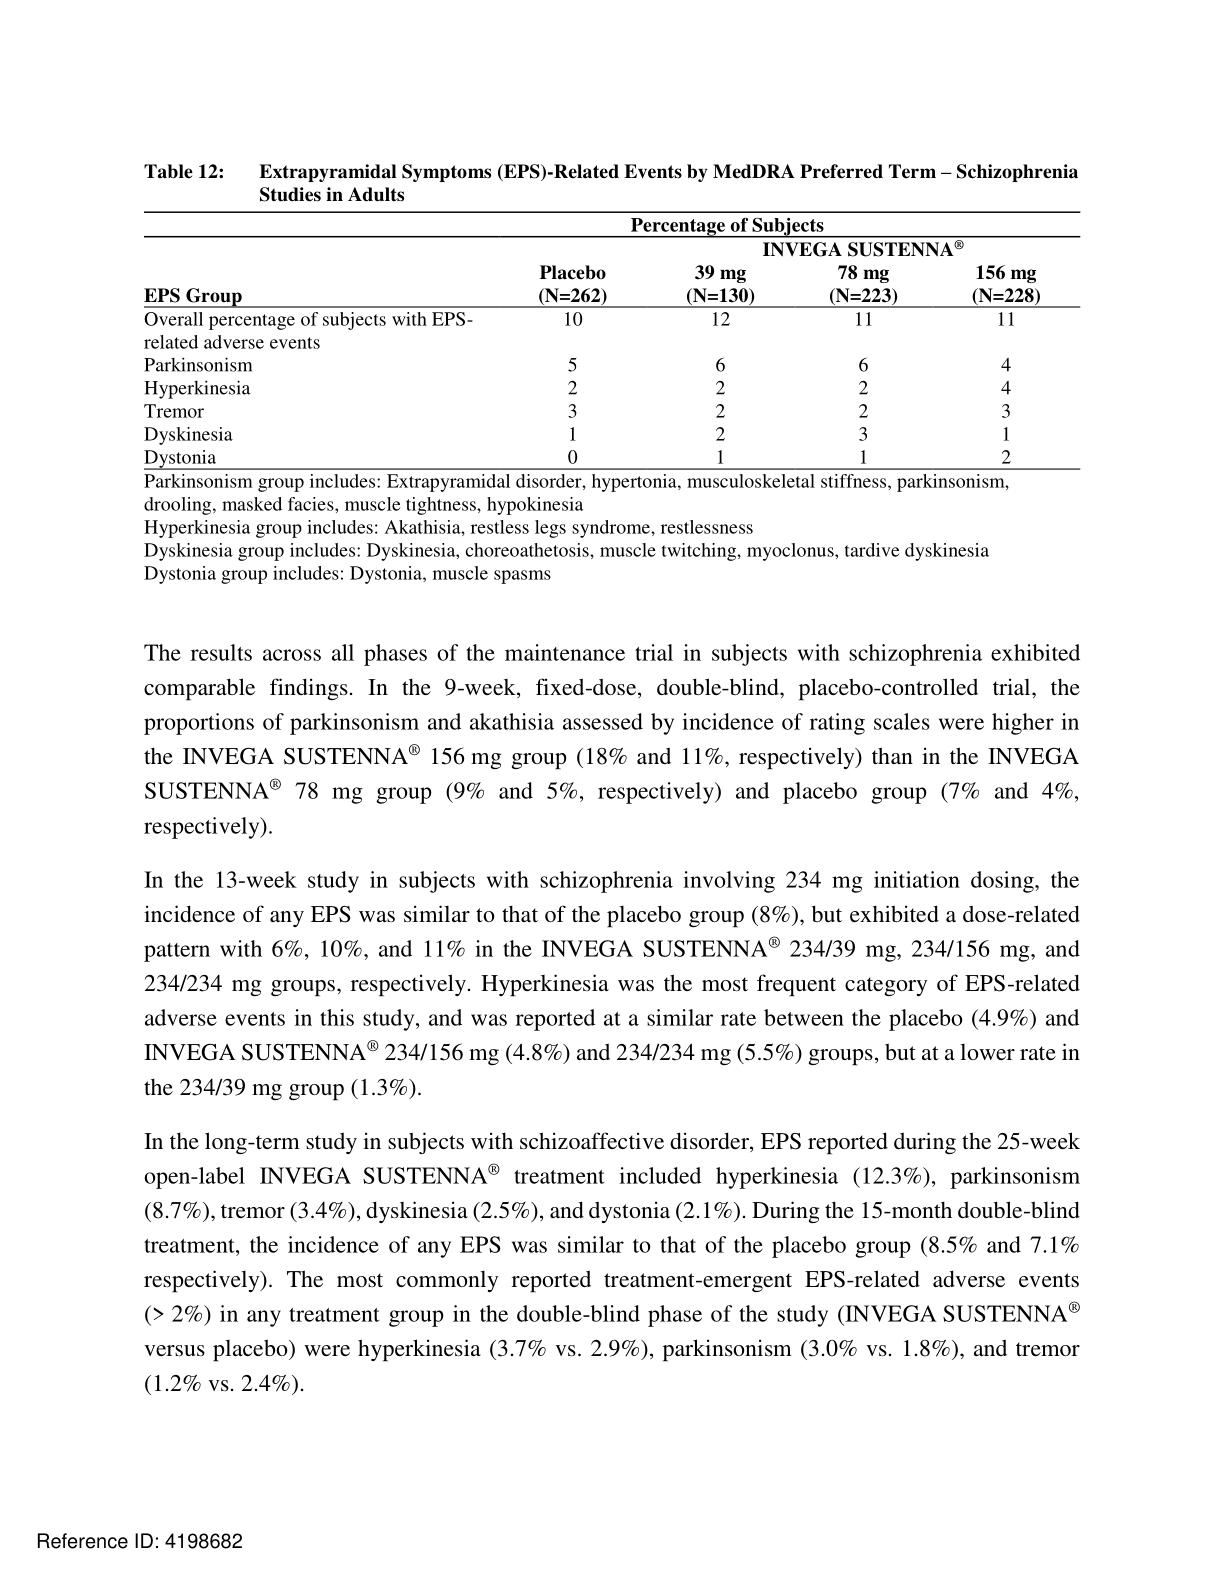 Table 12: Extrapyramidal Symptoms (EPS)-Related Events by MedDRA Preferred Term – Schizophrenia
Studies in Adults
Percentage of Subjects
INVEGA SUSTENNA®
Placebo 39 mg 78 mg 156 mg
EPS Group (N=262) (N=130) (N=223) (N=228)
Overall percentage of subjects with EPS- 10 12 11 11
related adverse events
Parkinsonism 5 6 6 4
Hyperkinesia 2 2 2 4
Tremor 3 2 2 3
Dyskinesia 1 2 3 1
Dystonia 0 1 1 2
Parkinsonism group includes: Extrapyramidal disorder, hypertonia, musculoskeletal stiffness, parkinsonism,
drooling, masked facies, muscle tightness, hypokinesia
Hyperkinesia group includes: Akathisia, restless legs syndrome, restlessness
Dyskinesia group includes: Dyskinesia, choreoathetosis, muscle twitching, myoclonus, tardive dyskinesia
Dystonia group includes: Dystonia, muscle spasms
The results across all phases of the maintenance trial in subjects with schizophrenia exhibited
comparable findings. In the 9-week, fixed-dose, double-blind, placebo-controlled trial, the
proportions of parkinsonism and akathisia assessed by incidence of rating scales were higher in
the INVEGA SUSTENNA® 156 mg group (18% and 11%, respectively) than in the INVEGA
SUSTENNA® 78 mg group (9% and 5%, respectively) and placebo group (7% and 4%,
respectively).
In the 13-week study in subjects with schizophrenia involving 234 mg initiation dosing, the
incidence of any EPS was similar to that of the placebo group (8%), but exhibited a dose-related
pattern with 6%, 10%, and 11% in the INVEGA SUSTENNA® 234/39 mg, 234/156 mg, and
234/234 mg groups, respectively. Hyperkinesia was the most frequent category of EPS-related
adverse events in this study, and was reported at a similar rate between the placebo (4.9%) and
INVEGA SUSTENNA® 234/156 mg (4.8%) and 234/234 mg (5.5%) groups, but at a lower rate in
the 234/39 mg group (1.3%).
In the long-term study in subjects with schizoaffective disorder, EPS reported during the 25-week
open-label INVEGA SUSTENNA® treatment included hyperkinesia (12.3%), parkinsonism
(8.7%), tremor (3.4%), dyskinesia (2.5%), and dystonia (2.1%). During the 15-month double-blind
treatment, the incidence of any EPS was similar to that of the placebo group (8.5% and 7.1%
respectively). The most commonly reported treatment-emergent EPS-related adverse events
(> 2%) in any treatment group in the double-blind phase of the study (INVEGA SUSTENNA®
versus placebo) were hyperkinesia (3.7% vs. 2.9%), parkinsonism (3.0% vs. 1.8%), and tremor
(1.2% vs. 2.4%).
Reference ID: 4198682